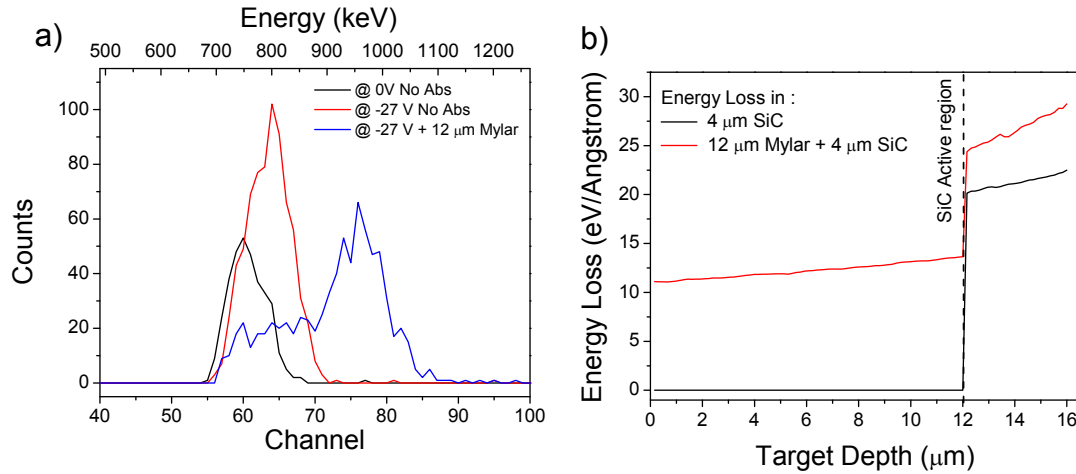 a)
Energy (keV)
500 600 700 800 900 1000 1100 1200
@ 0V No Abs
@ -27 V No Abs
@ -27 V + 12 μm Mylar
100
80
60
40
20
0
Counts
40 50 60 70 80 90 100
Channel
b)
Energy Loss in :
4 μm SiC
12 μm Mylar + 4 μm SiC
SiC Active region
30
25
20
15
10
5
0
Energy Loss (eV/Angstrom)
0 2 4 6 8 10 12 14 16
Target Depth (μm)